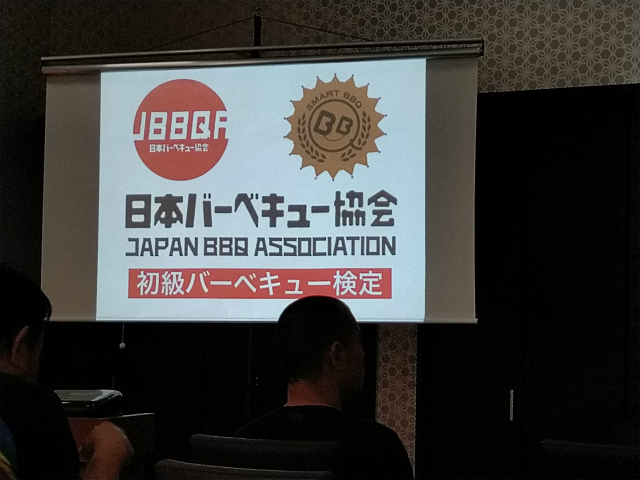 JBBQA
日本バーベキュー協会
SMART BBQ
BBQ
日本バーベキュー協会
JAPAN BBQ ASSOCIATION
初級バーベキュー検定